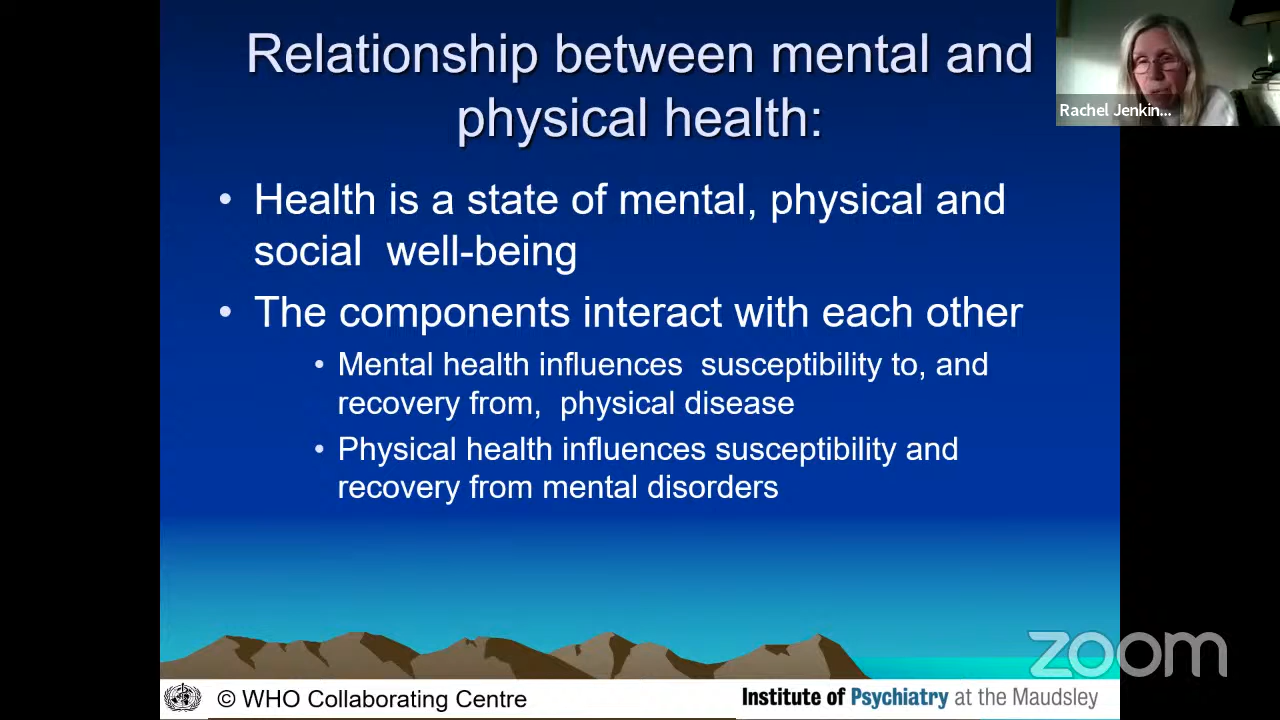 Relationship between mental and
physical health:
Rachel Jenkin...
• Health is a state of mental, physical and
social  well-being
• The components interact with each other
• Mental health influences  susceptibility to, and
recovery from,  physical disease
• Physical health influences susceptibility and
recovery from mental disorders
zoom
© WHO Collaborating Centre
Institute of Psychiatry at the Maudsley